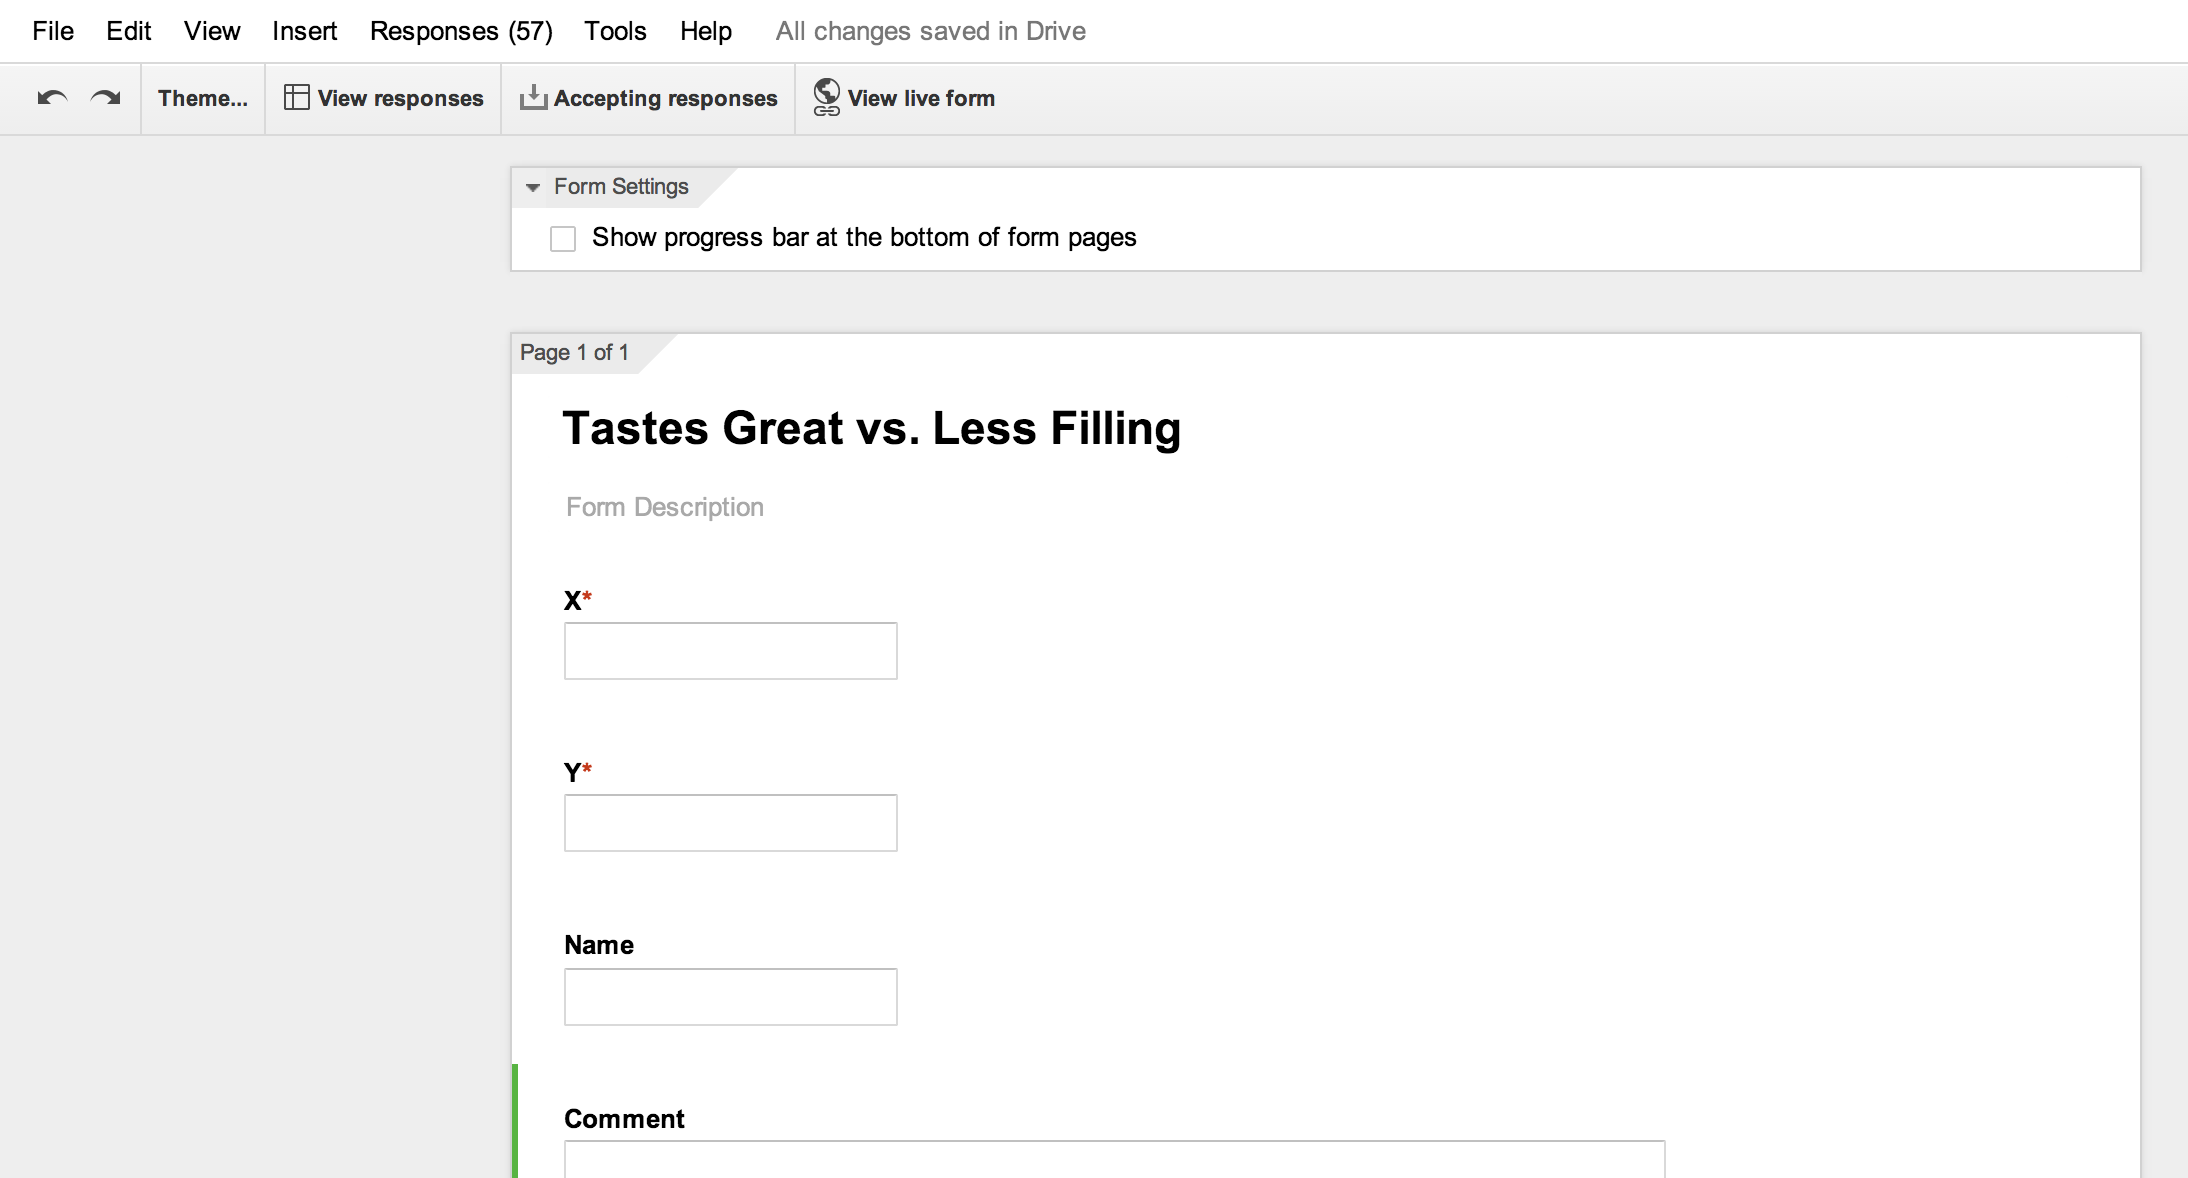 File Edit View Insert Responses (57) Tools Help All changes saved in Drive
Theme... View responses Accepting responses View live form
Form Settings
Show progress bar at the bottom of form pages
Page 1 of 1
Tastes Great vs. Less Filling
Form Description
X*
Y*
Name
Comment